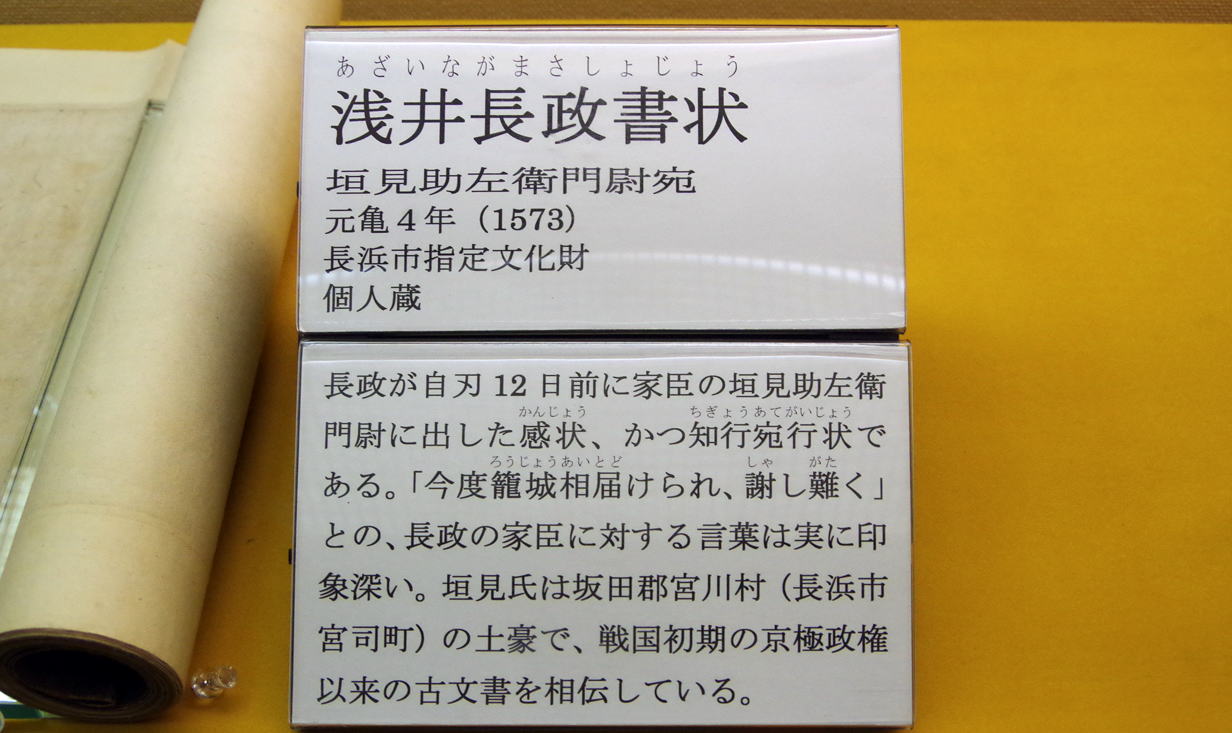 あざいながまさしょじょう
浅井長政書状
垣見助左衛門尉宛
元亀4年（1573）
長浜市指定文化財
個人蔵
長政が自刃12日前に家臣の垣見助左衛
かんじょう ちぎょうあてがいじょう
門尉に出した感状、かつ知行宛行状で
ろうじょうあいとど しゃ がた
ある。「今度籠城相届けられ、謝し難く」
との、長政の家臣に対する言葉は実に印
象深い。垣見氏は坂田郡宮川村（長浜市
宮司町）の土豪で、戦国初期の京極政権
以来の古文書を相伝している。